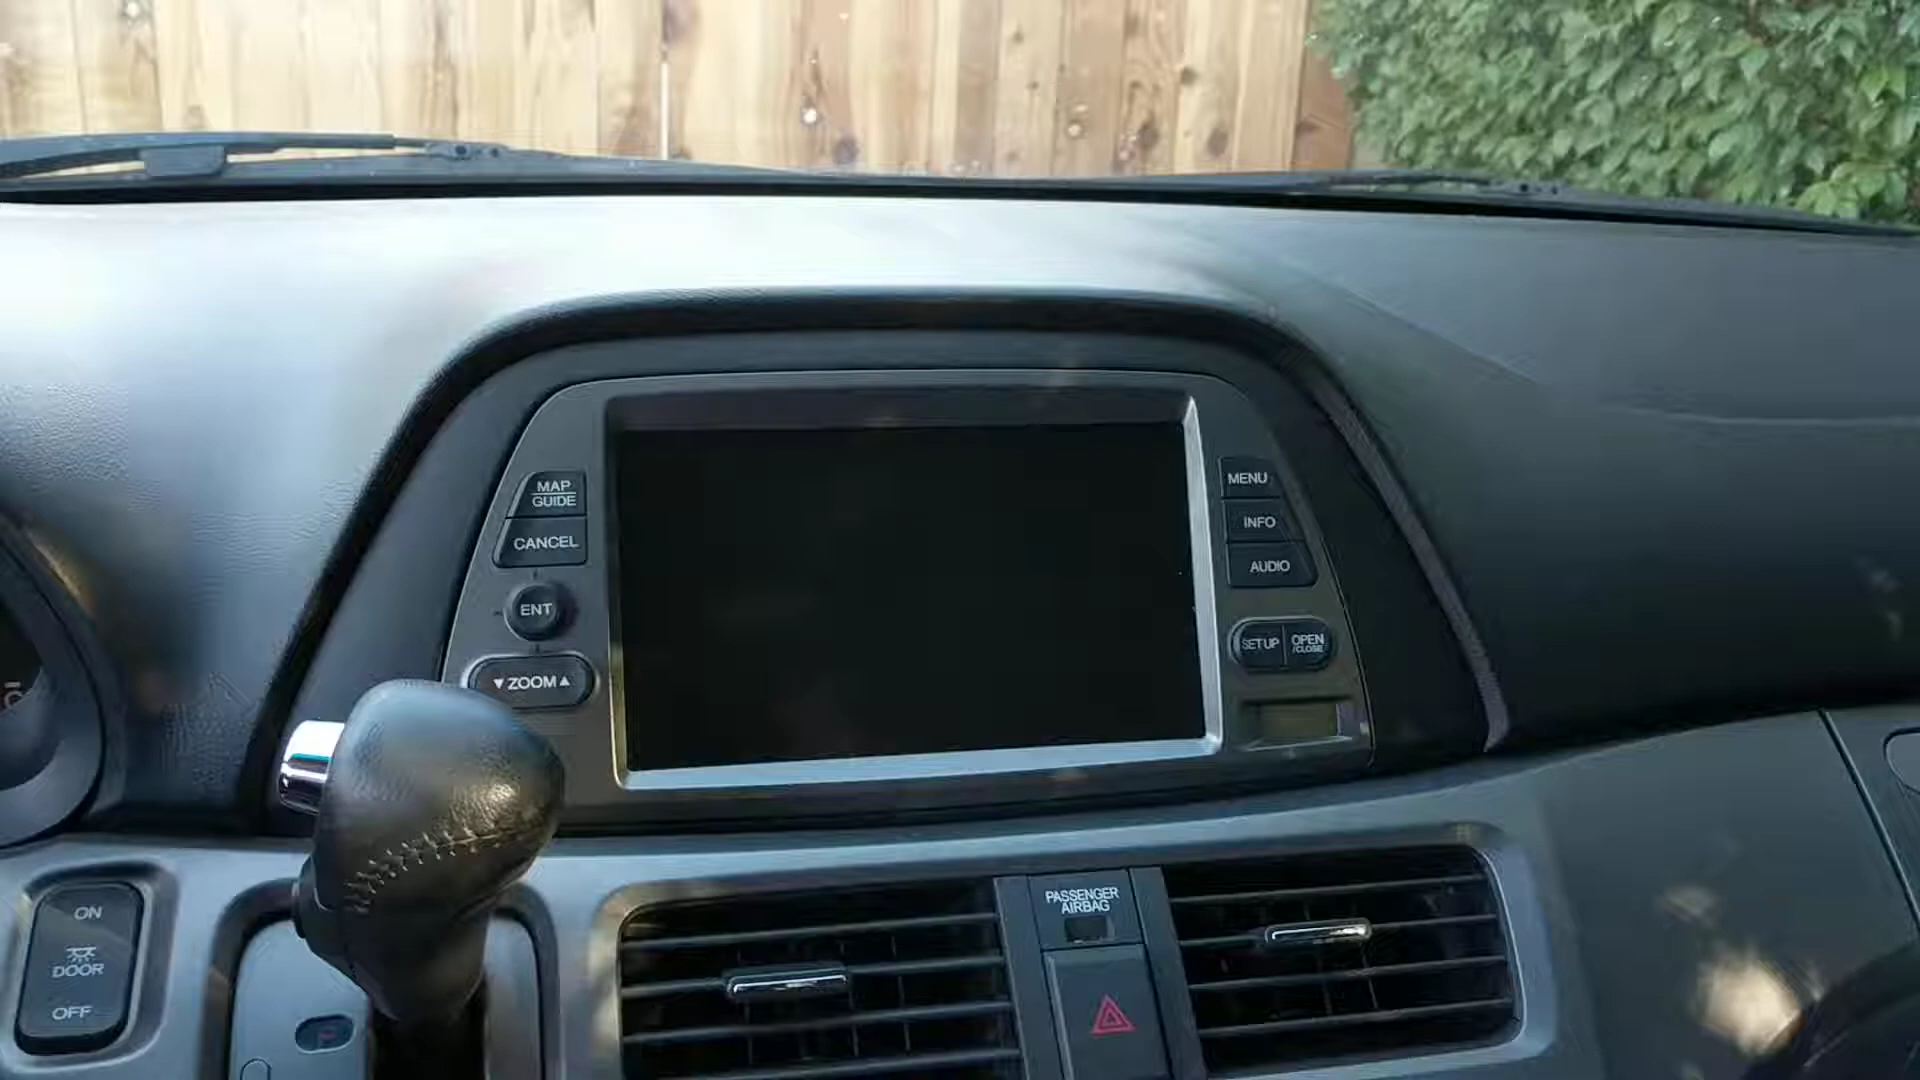 MAP
GUIDE
CANCEL
ENT
▼ ZOOM ▲
MENU
INFO
AUDIO
SETUP
OPEN
/CLOSE
ON
DOOR
OFF
P
PASSENGER
AIRBAG